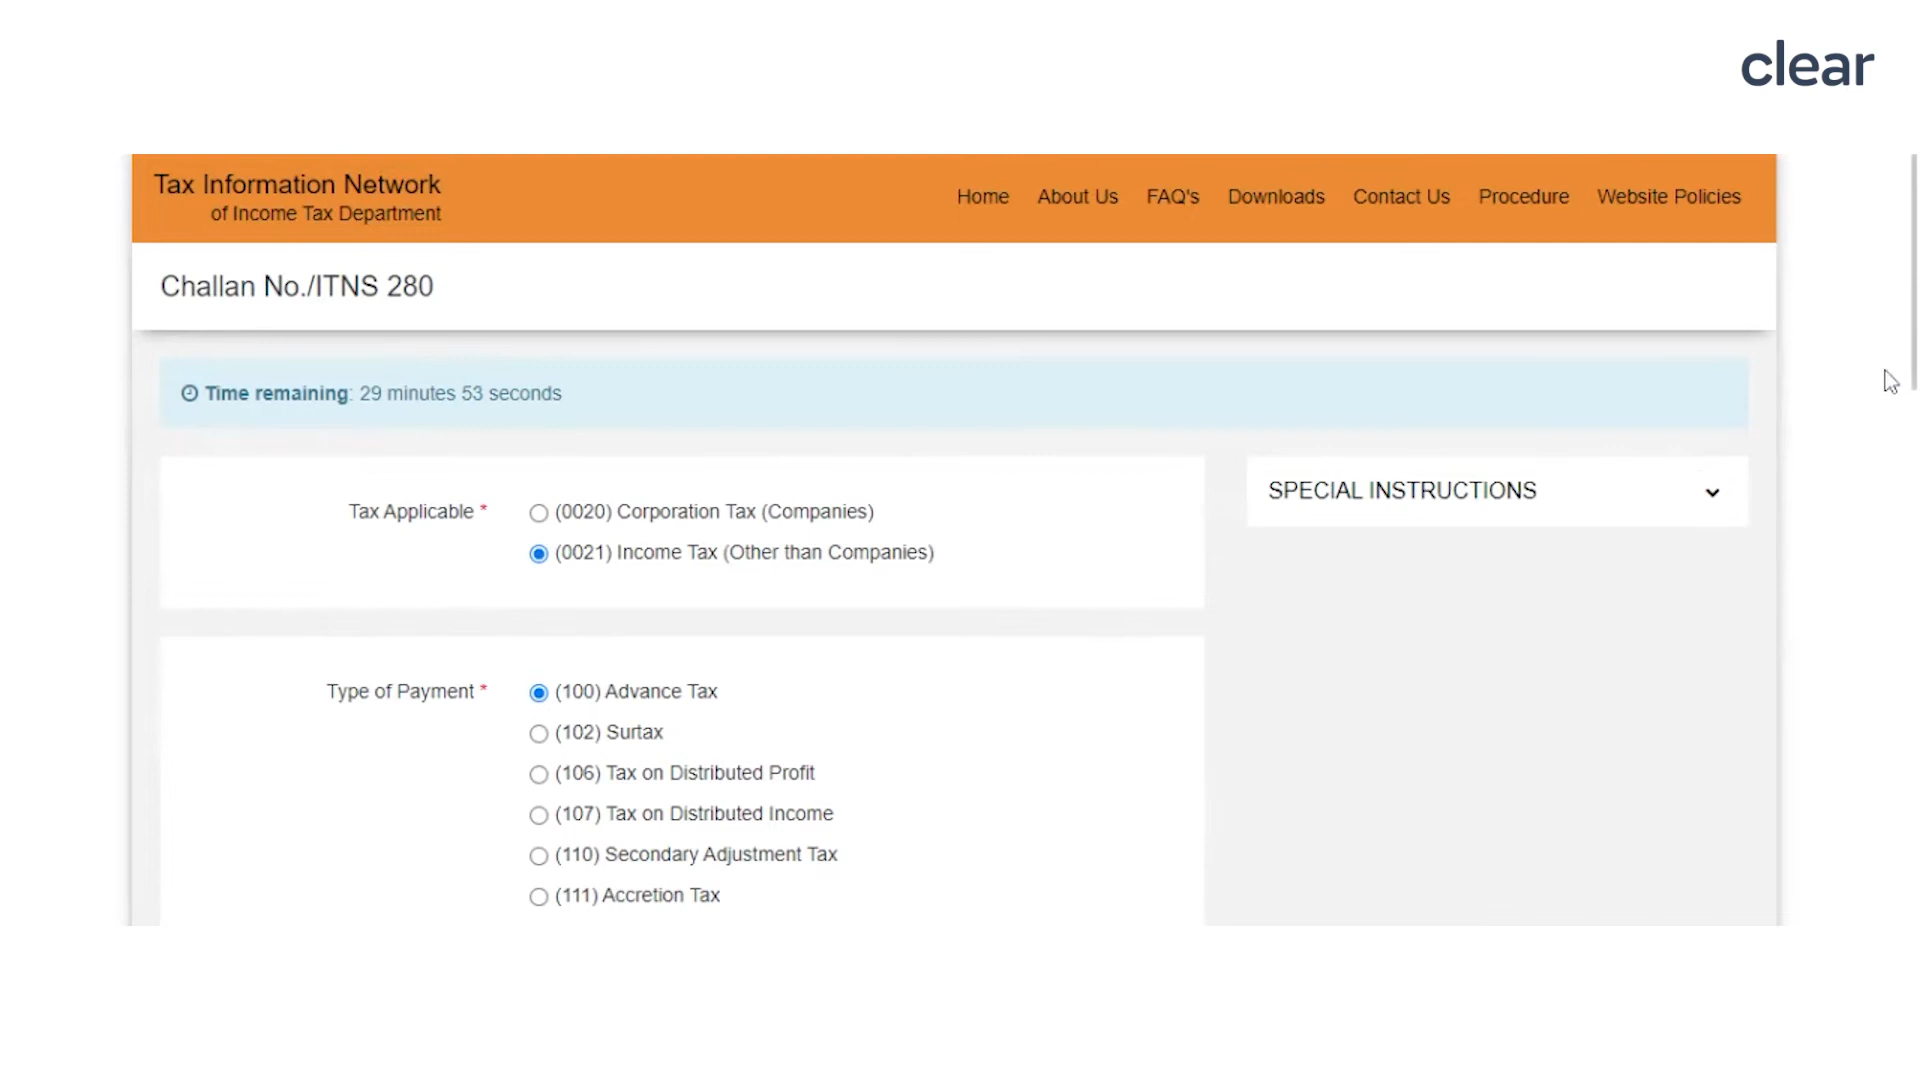 clear
Tax Information Network
of Income Tax Department
Home About Us FAQ's Downloads Contact Us Procedure Website Policies
Challan No./ITNS 280
Time remaining: 29 minutes 53 seconds
Tax Applicable *
(0020) Corporation Tax (Companies)
(0021) Income Tax (Other than Companies)
SPECIAL INSTRUCTIONS
Type of Payment *
(100) Advance Tax
(102) Surtax
(106) Tax on Distributed Profit
(107) Tax on Distributed Income
(110) Secondary Adjustment Tax
(111) Accretion Tax